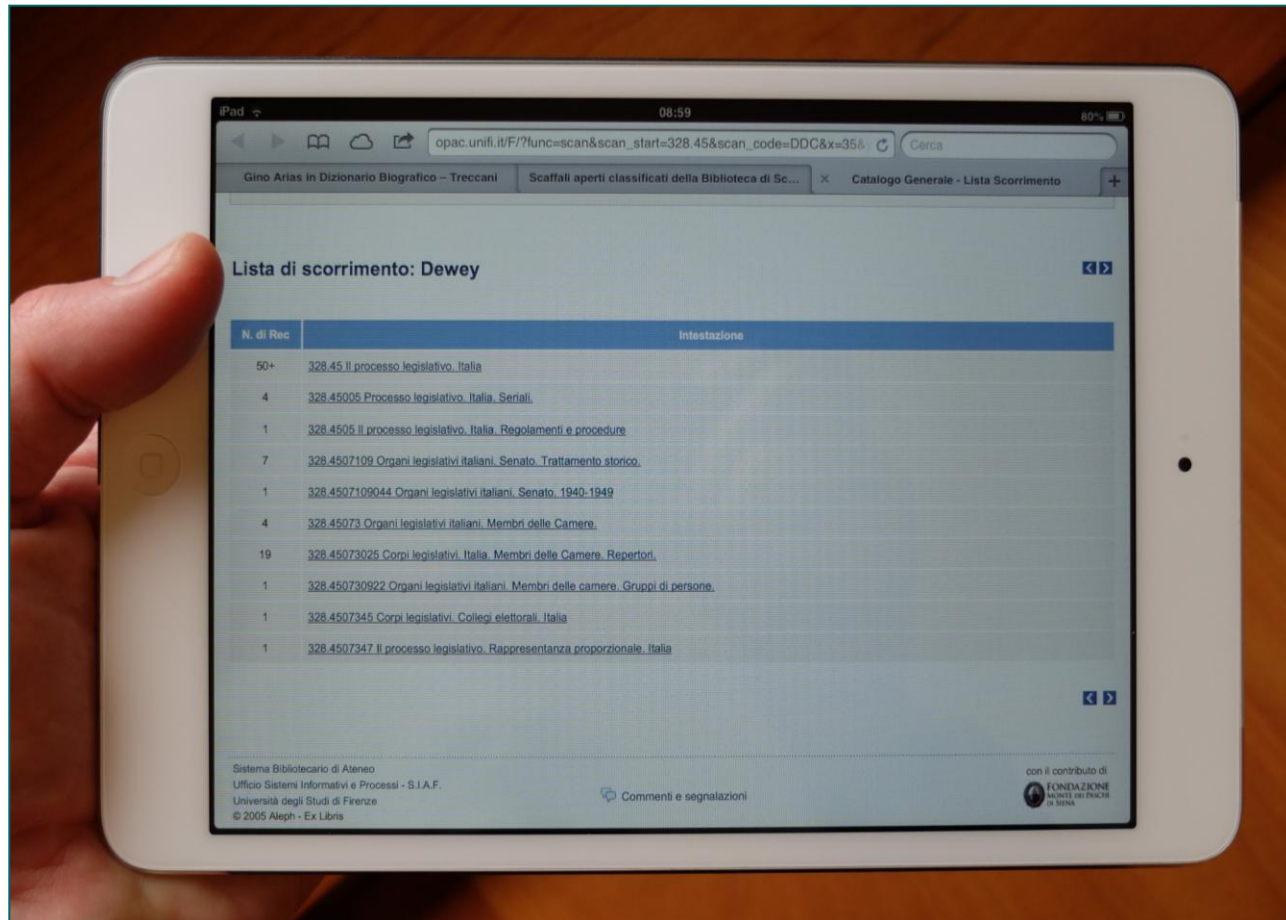 iPad 08:59 80%
opac.unifi.it/F/?func=scan&scan_start=328.45&scan_code=DDC&x=35& Cerca
Gino Arias in Dizionario Biografico – Treccani Scaffali aperti classificati della Biblioteca di Sc... × Catalogo Generale - Lista Scorrimento +
Lista di scorrimento: Dewey
N. di Rec Intestazione
50+ 328.45 Il processo legislativo. Italia
4 328.45005 Processo legislativo. Italia. Seriali.
1 328.4505 Il processo legislativo. Italia. Regolamenti e procedure
7 328.4507109 Organi legislativi italiani. Senato. Trattamento storico.
1 328.4507109044 Organi legislativi italiani. Senato. 1940-1949
4 328.45073 Organi legislativi italiani. Membri delle Camere.
19 328.45073025 Corpi legislativi. Italia. Membri delle Camere. Repertori.
1 328.450730922 Organi legislativi italiani. Membri delle camere. Gruppi di persone.
1 328.4507345 Corpi legislativi. Collegi elettorali. Italia
1 328.4507347 Il processo legislativo. Rappresentanza proporzionale. Italia
Sistema Bibliotecario di Ateneo
Ufficio Sistemi Informativi e Processi - S.I.A.F.
Università degli Studi di Firenze
© 2005 Aleph - Ex Libris
Commenti e segnalazioni
con il contributo di
FONDAZIONE
MONTE DEI PASCHI
DI SIENA